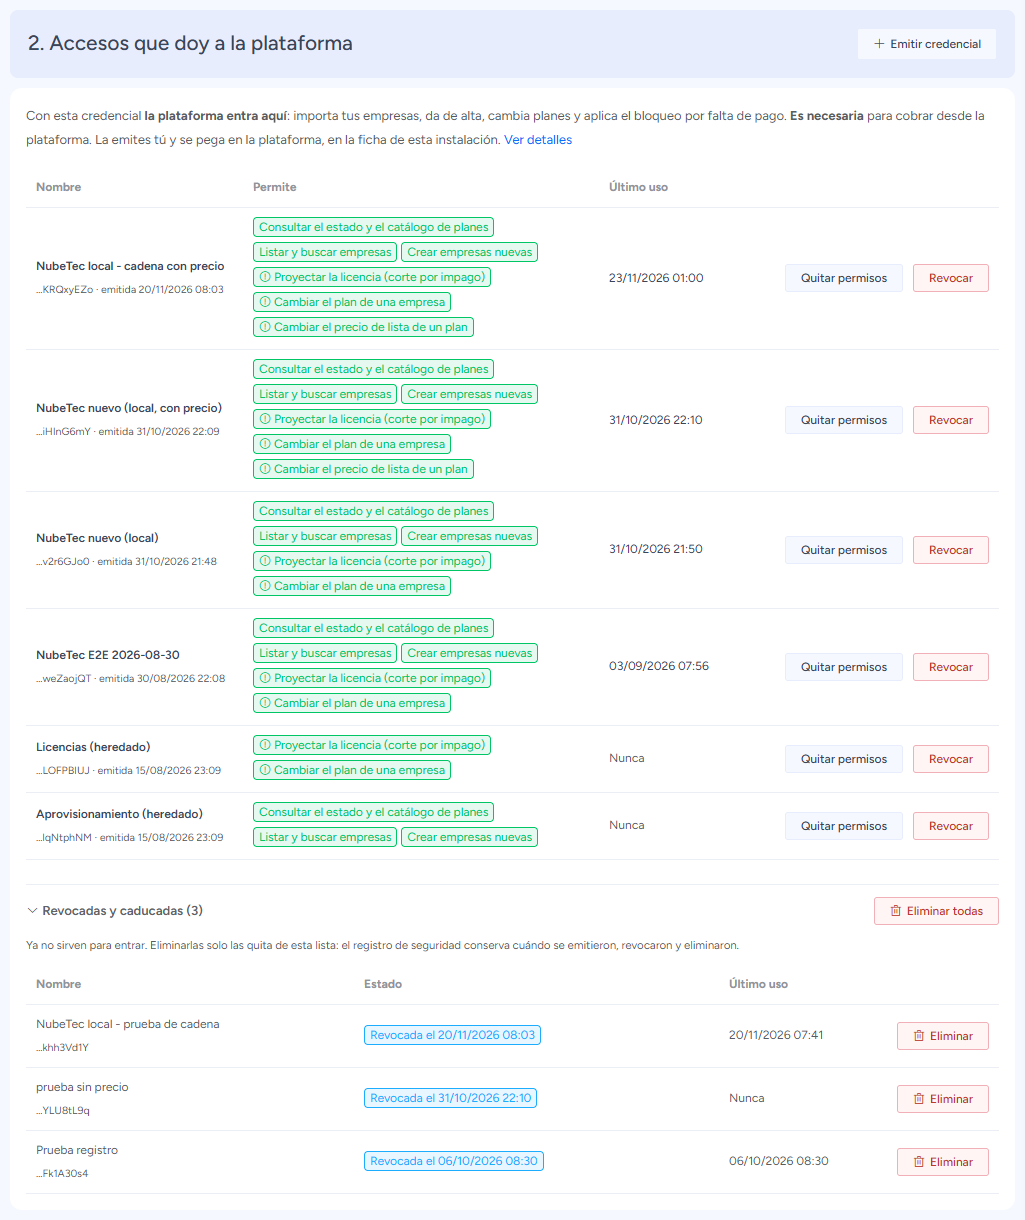 2. Accesos que doy a la plataforma
+ Emitir credencial
Con esta credencial la plataforma entra aquí: importa tus empresas, da de alta, cambia planes y aplica el bloqueo por falta de pago. Es necesaria para cobrar desde la
plataforma. La emites tú y se pega en la plataforma, en la ficha de esta instalación. Ver detalles
Nombre Permite Último uso
NubeTec local - cadena con precio
...KRQxyEZo · emitida 20/11/2026 08:03
Consultar el estado y el catálogo de planes
Listar y buscar empresas Crear empresas nuevas
Proyectar la licencia (corte por impago)
Cambiar el plan de una empresa
Cambiar el precio de lista de un plan
23/11/2026 01:00
Quitar permisos Revocar
NubeTec nuevo (local, con precio)
...iHInG6mY · emitida 31/10/2026 22:09
Consultar el estado y el catálogo de planes
Listar y buscar empresas Crear empresas nuevas
Proyectar la licencia (corte por impago)
Cambiar el plan de una empresa
Cambiar el precio de lista de un plan
31/10/2026 22:10
Quitar permisos Revocar
NubeTec nuevo (local)
...v2r6GJo0 · emitida 31/10/2026 21:48
Consultar el estado y el catálogo de planes
Listar y buscar empresas Crear empresas nuevas
Proyectar la licencia (corte por impago)
Cambiar el plan de una empresa
31/10/2026 21:50
Quitar permisos Revocar
NubeTec E2E 2026-08-30
...weZaojQT · emitida 30/08/2026 22:08
Consultar el estado y el catálogo de planes
Listar y buscar empresas Crear empresas nuevas
Proyectar la licencia (corte por impago)
Cambiar el plan de una empresa
03/09/2026 07:56
Quitar permisos Revocar
Licencias (heredado)
...LOFPBIUJ · emitida 15/08/2026 23:09
Proyectar la licencia (corte por impago)
Cambiar el plan de una empresa
Nunca
Quitar permisos Revocar
Aprovisionamiento (heredado)
...lqNtphNM · emitida 15/08/2026 23:09
Consultar el estado y el catálogo de planes
Listar y buscar empresas Crear empresas nuevas
Nunca
Quitar permisos Revocar
Revocadas y caducadas (3)
Eliminar todas
Ya no sirven para entrar. Eliminarlas solo las quita de esta lista: el registro de seguridad conserva cuándo se emitieron, revocaron y eliminaron.
Nombre Estado Último uso
NubeTec local - prueba de cadena
...khh3Vd1Y
Revocada el 20/11/2026 08:03
20/11/2026 07:41
Eliminar
prueba sin precio
...YLU8tL9q
Revocada el 31/10/2026 22:10
Nunca
Eliminar
Prueba registro
...Fk1A30s4
Revocada el 06/10/2026 08:30
06/10/2026 08:30
Eliminar